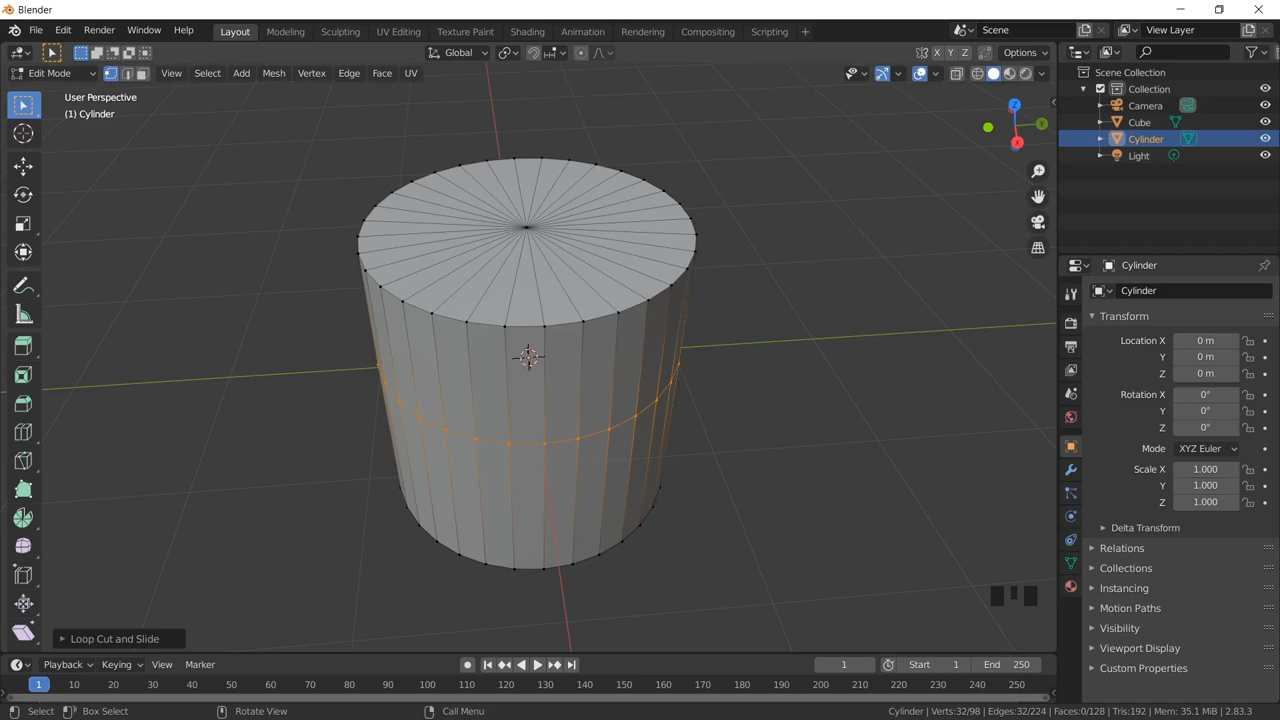 Blender
File Edit Render Window Help Layout Modeling Sculpting UV Editing Texture Paint Shading Animation Rendering Compositing Scripting + Scene View Layer
Global X Y Z Options
Edit Mode View Select Add Mesh Vertex Edge Face UV
User Perspective
(1) Cylinder
Z
Y
X
Scene Collection
Collection
Camera
Cube
Cylinder
Light
Cylinder
Cylinder
Transform
Location X 0 m
Y 0 m
Z 0 m
Rotation X 0°
Y 0°
Z 0°
Mode XYZ Euler
Scale X 1.000
Y 1.000
Z 1.000
Delta Transform
Relations
Collections
Instancing
Motion Paths
Visibility
Viewport Display
Custom Properties
Loop Cut and Slide
Playback Keying View Marker 1 Start 1 End 250
1 10 20 30 40 50 60 70 80 90 100 110 120 130 140 150 160 170 180 190 200 210 220 230 240 250
Select Box Select Rotate View Call Menu Cylinder | Verts:32/98 | Edges:32/224 | Faces:0/128 | Tris:192 | Mem: 35.1 MiB | 2.83.3